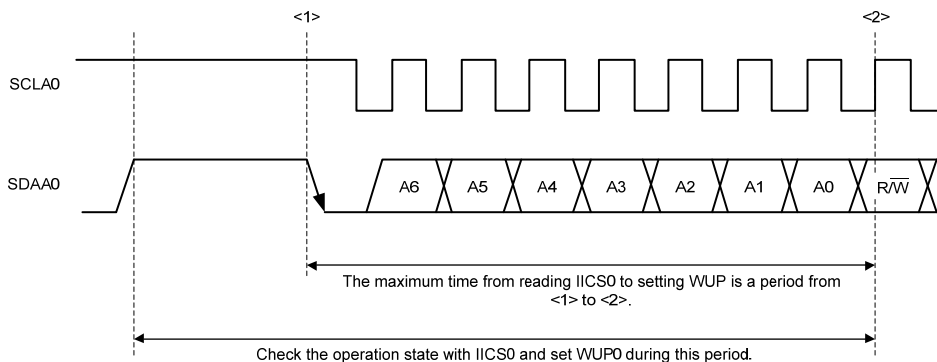 <1>
<2>
SCLA0
SDAA0
A6
A5
A4
A3
A2
A1
A0
R/W̅
The maximum time from reading IICS0 to setting WUP is a period from
<1> to <2>.
Check the operation state with IICS0 and set WUP0 during this period.